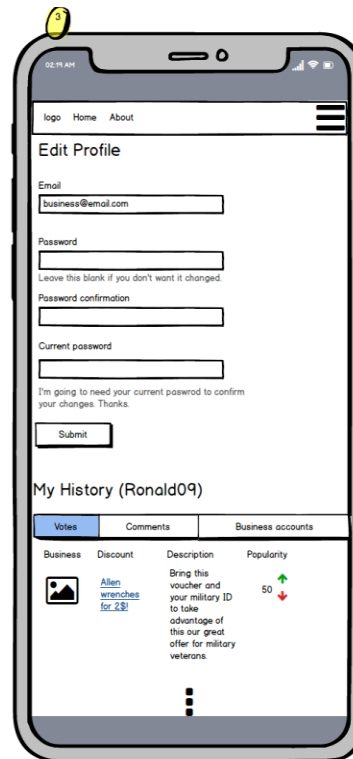 3
02:19 AM
logo Home About
Edit Profile
Email
business@email.com
Password
Leave this blank if you don't want it changed.
Password confirmation
Current password
I'm going to need your current paswrod to confirm
your changes. Thanks.
Submit
My History (Ronald09)
Votes Comments Business accounts
Business Discount Description Popularity
Allen
wrenches
for 2$!
Bring this
voucher and
your military ID
to take
advantage of
this our great
offer for military
veterans.
50